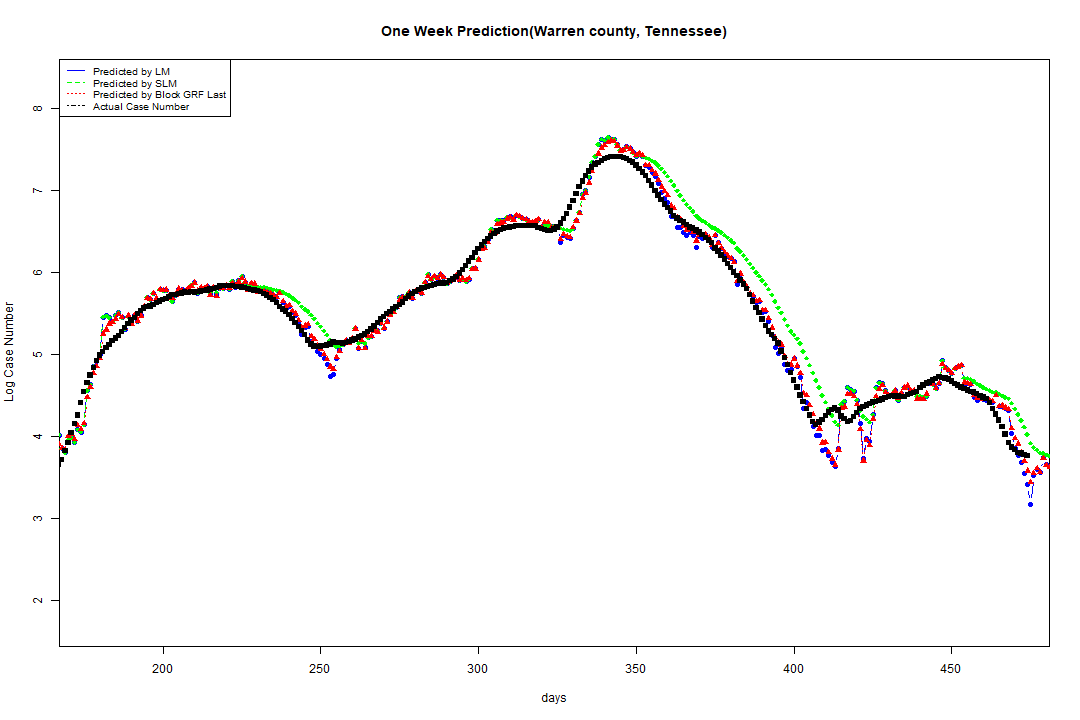 One Week Prediction(Warren county, Tennessee)
Predicted by LM
Predicted by SLM
Predicted by Block GRF Last
Actual Case Number
8
7
6
5
4
3
2
Log Case Number
200 250 300 350 400 450
days